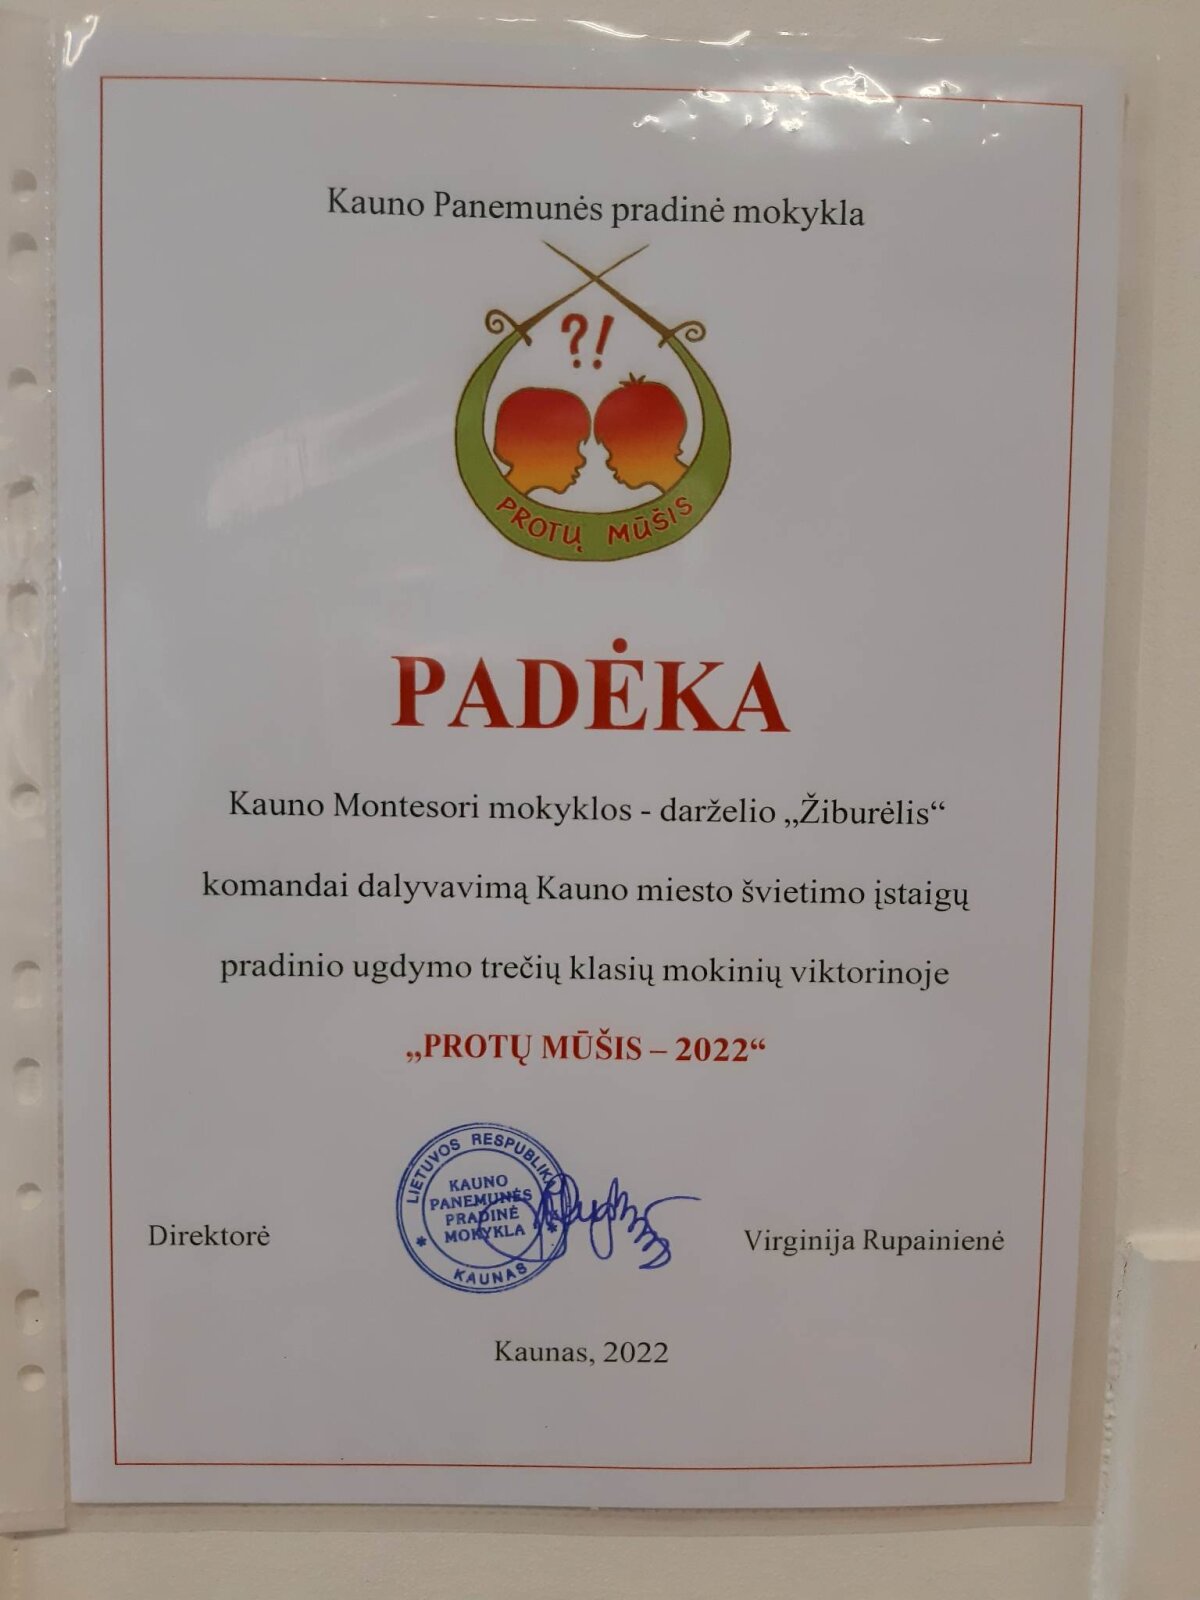 Kauno Panemunės pradinė mokykla
?!
PROTŲ MŪŠIS
PADĖKA
Kauno Montesori mokyklos - darželio „Žiburėlis“
komandai dalyvavimą Kauno miesto švietimo įstaigų
pradinio ugdymo trečių klasių mokinių viktorinoje
„PROTŲ MŪŠIS – 2022“
LIETUVOS RESPUBLIKA
KAUNO
PANEMUNĖS
PRADINĖ
MOKYKLA
KAUNAS
Direktorė
Virginija Rupainienė
Kaunas, 2022